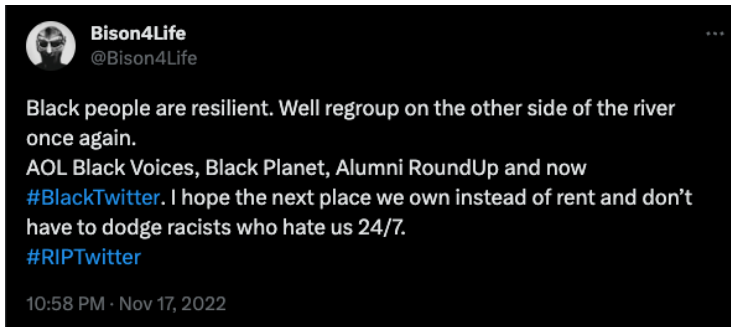 Bison4Life
@Bison4Life
Black people are resilient. Well regroup on the other side of the river
once again.
AOL Black Voices, Black Planet, Alumni RoundUp and now
#BlackTwitter. I hope the next place we own instead of rent and don’t
have to dodge racists who hate us 24/7.
#RIPTwitter
10:58 PM · Nov 17, 2022